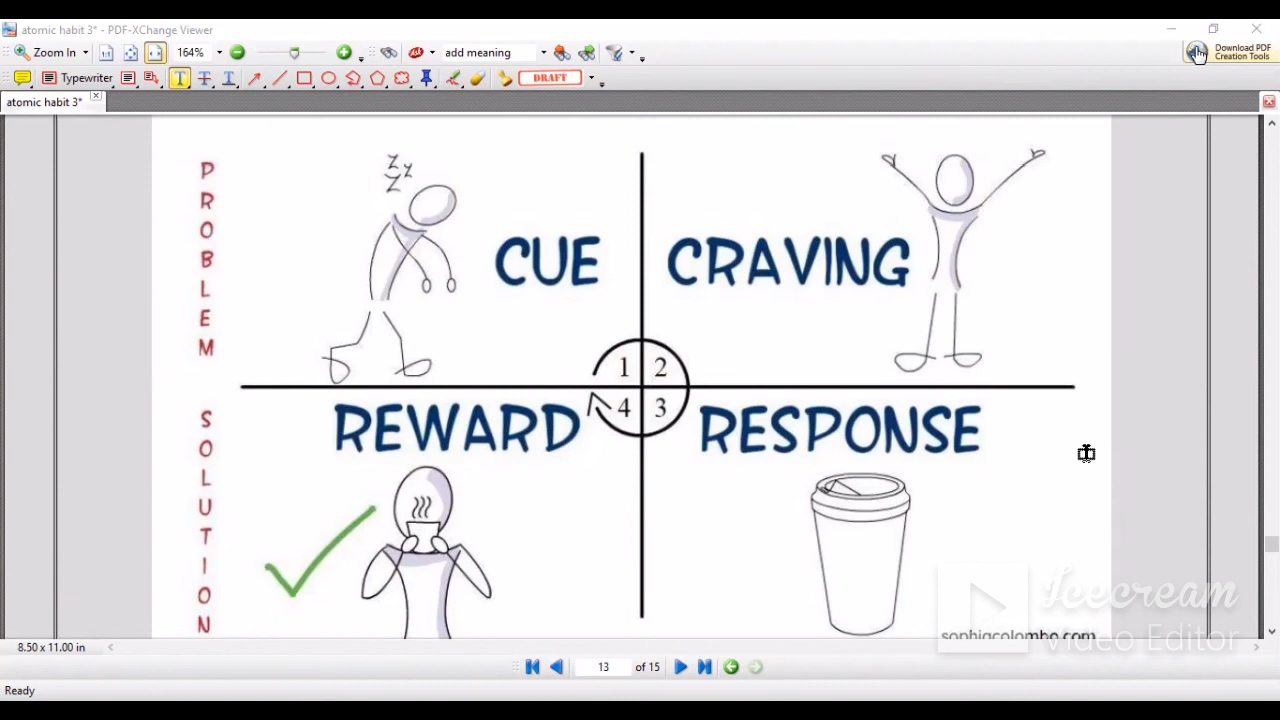 atomic habit 3* - PDF-XChange Viewer
Zoom In
164%
add meaning
Download PDF
Creation Tools
Typewriter
DRAFT
atomic habit 3*
PROBLEM
Z Z Z
CUE
CRAVING
1 2
4 3
SOLUTION
REWARD
RESPONSE
sophiacolombo.com
Icecream
Video Editor
8.50 x 11.00 in
13 of 15
Ready